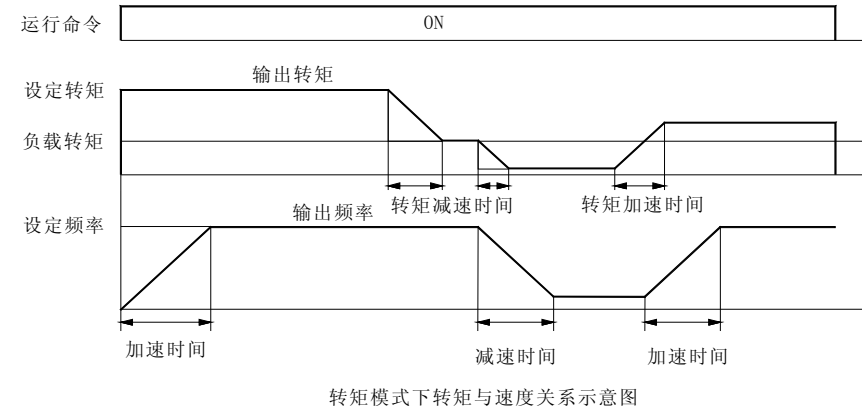 运行命令
ON
设定转矩
输出转矩
负载转矩
转矩减速时间
转矩加速时间
设定频率
输出频率
加速时间
减速时间
加速时间
转矩模式下转矩与速度关系示意图